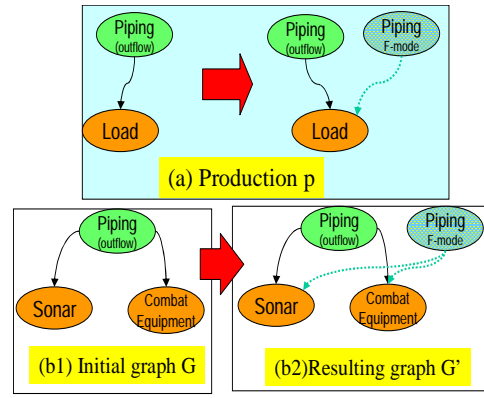 Piping
(outflow)
Load
Piping
(outflow)
Piping
F-mode
Load
(a) Production p
Piping
(outflow)
Sonar
Combat
Equipment
(b1) Initial graph G
Piping
(outflow)
Piping
F-mode
Sonar
Combat
Equipment
(b2)Resulting graph G’